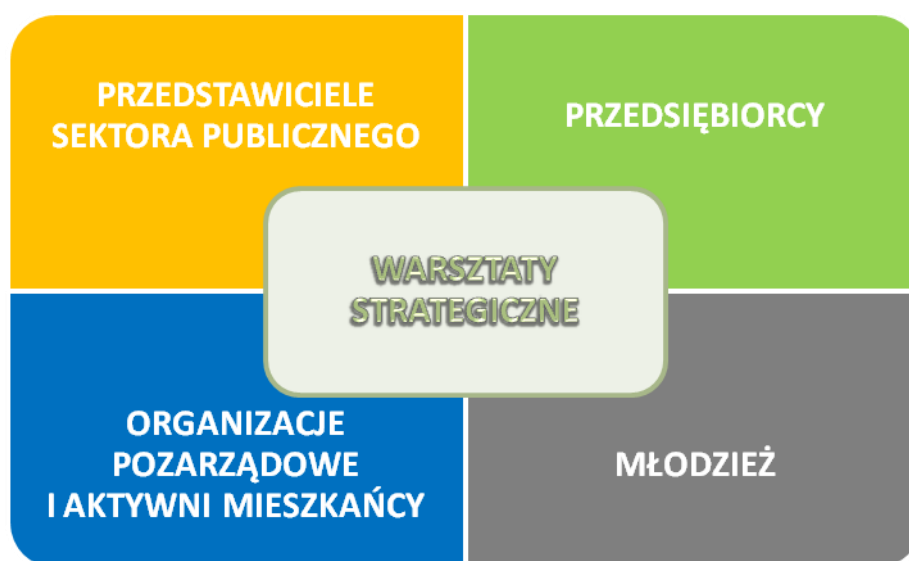 PRZEDSTAWICIELE
SEKTORA PUBLICZNEGO
PRZEDSIĘBIORCY
WARSZTATY
STRATEGICZNE
ORGANIZACJE
POZARZĄDOWE
I AKTYWNI MIESZKAŃCY
MŁODZIEŻ